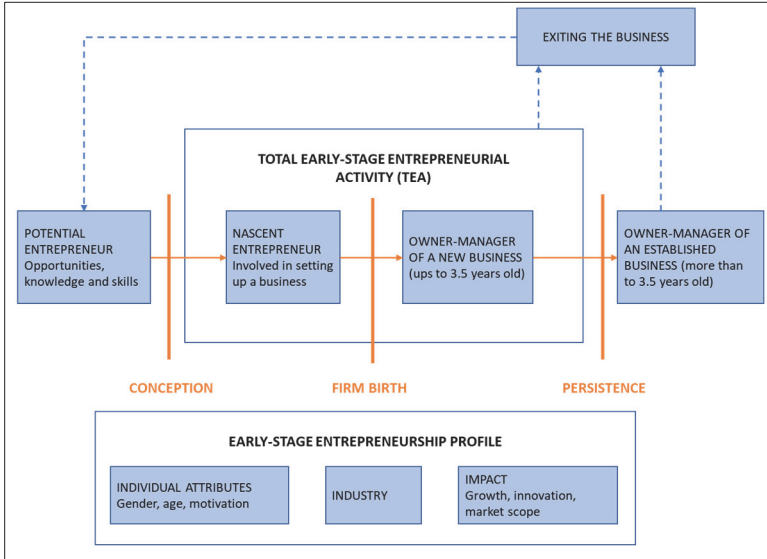 EXITING THE BUSINESS
TOTAL EARLY-STAGE ENTREPRENEURIAL
ACTIVITY (TEA)
POTENTIAL
ENTREPRENEUR
Opportunities,
knowledge and skills
NASCENT
ENTREPRENEUR
Involved in setting
up a business
OWNER-MANAGER
OF A NEW BUSINESS
(ups to 3.5 years old)
OWNER-MANAGER OF
AN ESTABLISHED
BUSINESS (more than
to 3.5 years old)
CONCEPTION
FIRM BIRTH
PERSISTENCE
EARLY-STAGE ENTREPRENEURSHIP PROFILE
INDIVIDUAL ATTRIBUTES
Gender, age, motivation
INDUSTRY
IMPACT
Growth, innovation,
market scope